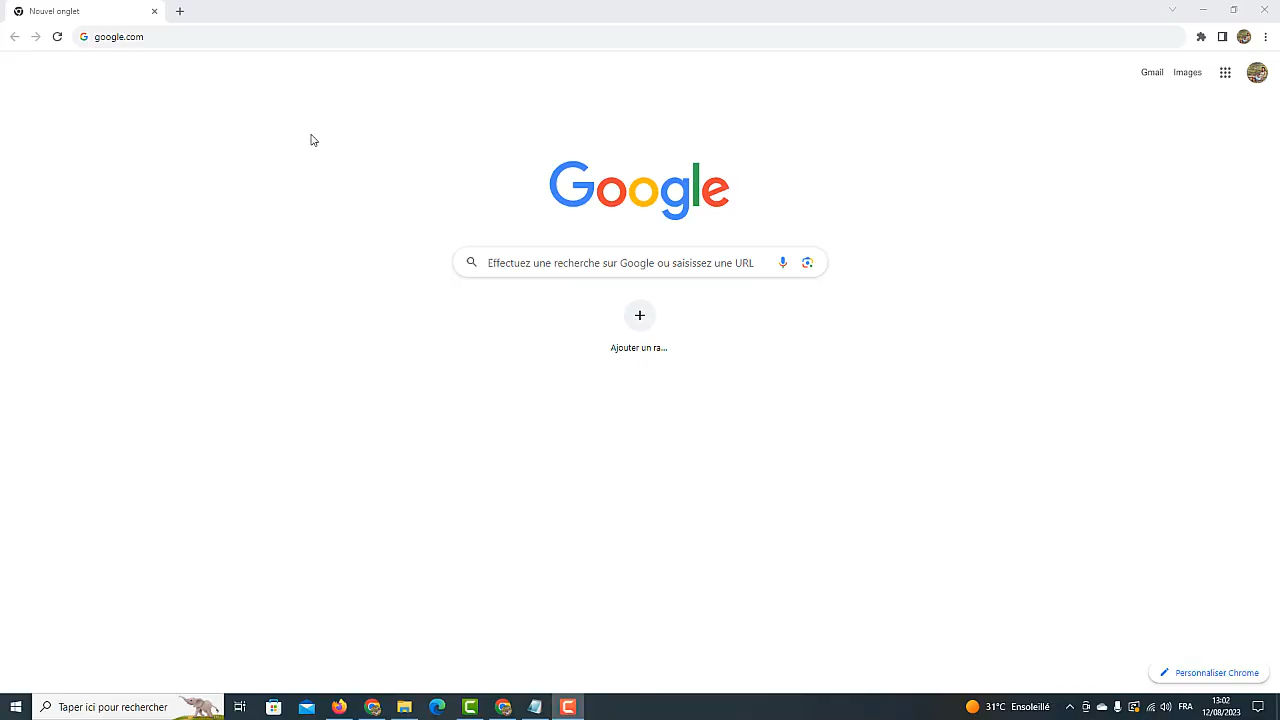 Nouvel onglet
google.com
Gmail Images
Google
Effectuez une recherche sur Google ou saisissez une URL
Ajouter un ra...
Personnaliser Chrome
Taper ici pour rechercher
31°C Ensoleillé
FRA
13:02
12/08/2023